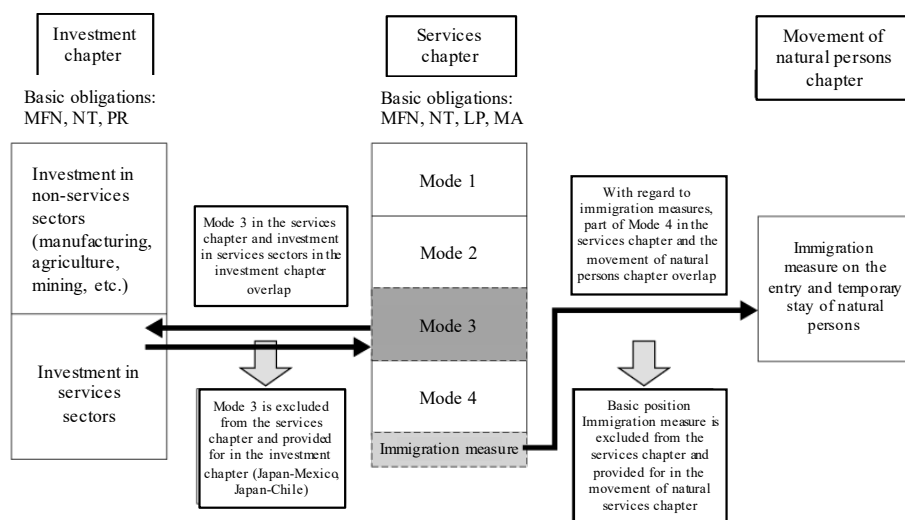 Investment
chapter
Services
chapter
Movement of
natural persons
chapter
Basic obligations:
MFN, NT, PR
Basic obligations:
MFN, NT, LP, MA
Investment in
non-services
sectors
(manufacturing,
agriculture,
mining, etc.)
Investment in
services
sectors
Mode 3 in the services
chapter and investment
in services sectors in the
investment chapter
overlap
Mode 3 is excluded
from the services
chapter and provided
for in the investment
chapter (Japan-Mexico,
Japan-Chile)
Mode 1
Mode 2
Mode 3
Mode 4
Immigration measure
With regard to
immigration measures,
part of Mode 4 in the
services chapter and the
movement of natural
persons chapter overlap
Basic position
Immigration measure is
excluded from the
services chapter and
provided for in the
movement of natural
services chapter
Immigration
measure on the
entry and temporary
stay of natural
persons